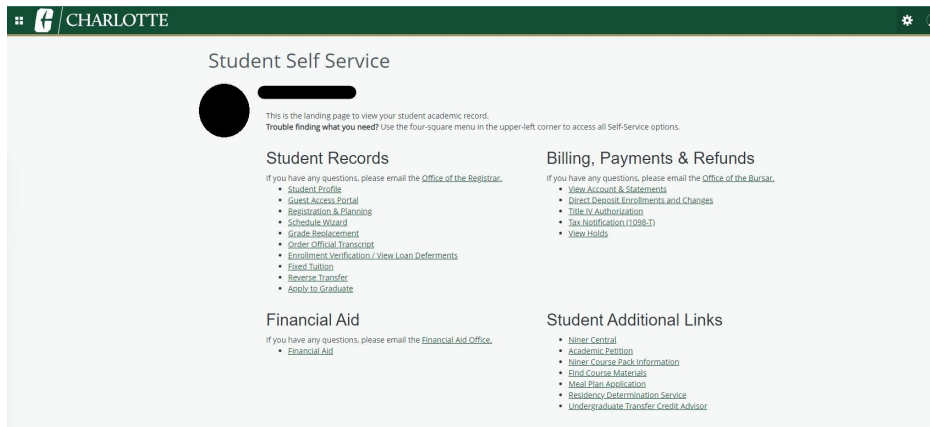 CHARLOTTE
Student Self Service
This is the landing page to view your student academic record.
Trouble finding what you need? Use the four-square menu in the upper-left corner to access all Self-Service options.
Student Records
If you have any questions, please email the Office of the Registrar.
Student Profile
Guest Access Portal
Registration & Planning
Schedule Wizard
Grade Replacement
Order Official Transcript
Enrollment Verification / View Loan Deferments
Fixed Tuition
Reverse Transfer
Apply to Graduate
Billing, Payments & Refunds
If you have any questions, please email the Office of the Bursar.
View Account & Statements
Direct Deposit Enrollments and Changes
Title IV Authorization
Tax Notification (1098-T)
View Holds
Financial Aid
If you have any questions, please email the Financial Aid Office.
Financial Aid
Student Additional Links
Niner Central
Academic Petition
Niner Course Pack Information
Find Course Materials
Meal Plan Application
Residency Determination Service
Undergraduate Transfer Credit Advisor